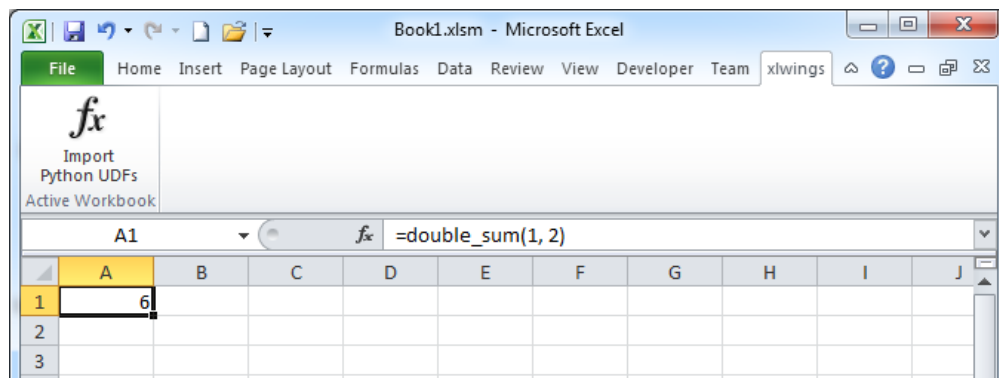 Book1.xlsm - Microsoft Excel
File Home Insert Page Layout Formulas Data Review View Developer Team xlwings
fx
Import
Python UDFs
Active Workbook
A1 fx =double_sum(1, 2)
A B C D E F G H I J
1 6
2
3